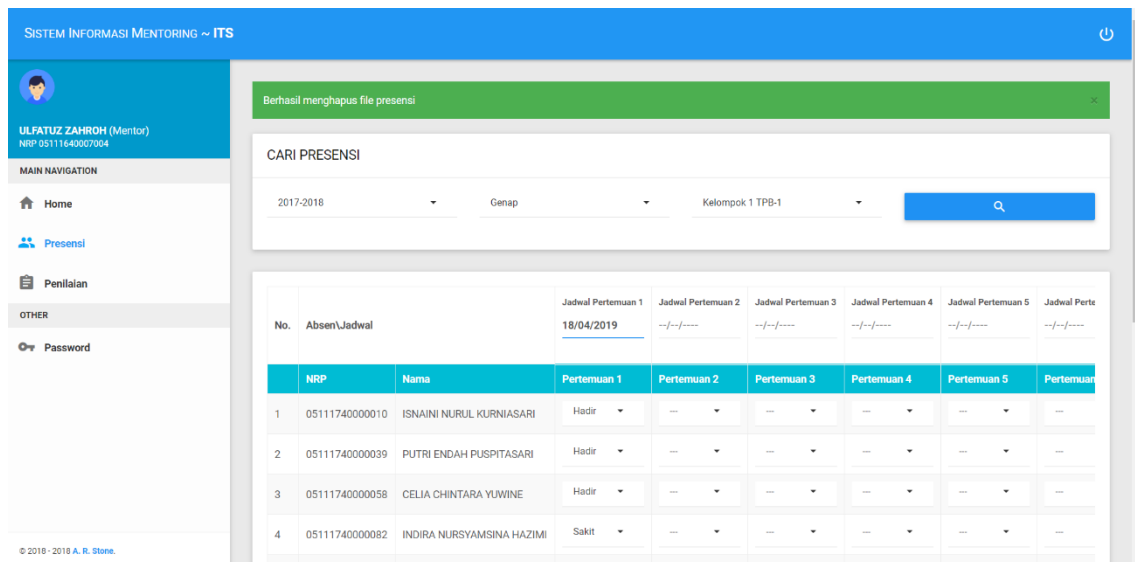 SISTEM INFORMASI MENTORING ~ ITS
ULFATUZ ZAHROH (Mentor)
NRP 05111640007004
MAIN NAVIGATION
Home
Presensi
Penilaian
OTHER
Password
© 2018 - 2018 A. R. Stone.
Berhasil menghapus file presensi ×
CARI PRESENSI
2017-2018 Genap Kelompok 1 TPB-1
Jadwal Pertemuan 1 Jadwal Pertemuan 2 Jadwal Pertemuan 3 Jadwal Pertemuan 4 Jadwal Pertemuan 5 Jadwal Perte
No. Absen\Jadwal 18/04/2019 --/--/---- --/--/---- --/--/---- --/--/---- --/--/----
NRP Nama Pertemuan 1 Pertemuan 2 Pertemuan 3 Pertemuan 4 Pertemuan 5 Pertemuan
1 05111740000010 ISNAINI NURUL KURNIASARI Hadir --- --- --- --- ---
2 05111740000039 PUTRI ENDAH PUSPITASARI Hadir --- --- --- --- ---
3 05111740000058 CELIA CHINTARA YUWINE Hadir --- --- --- --- ---
4 05111740000082 INDIRA NURSYAMSINA HAZIMI Sakit --- --- --- --- ---